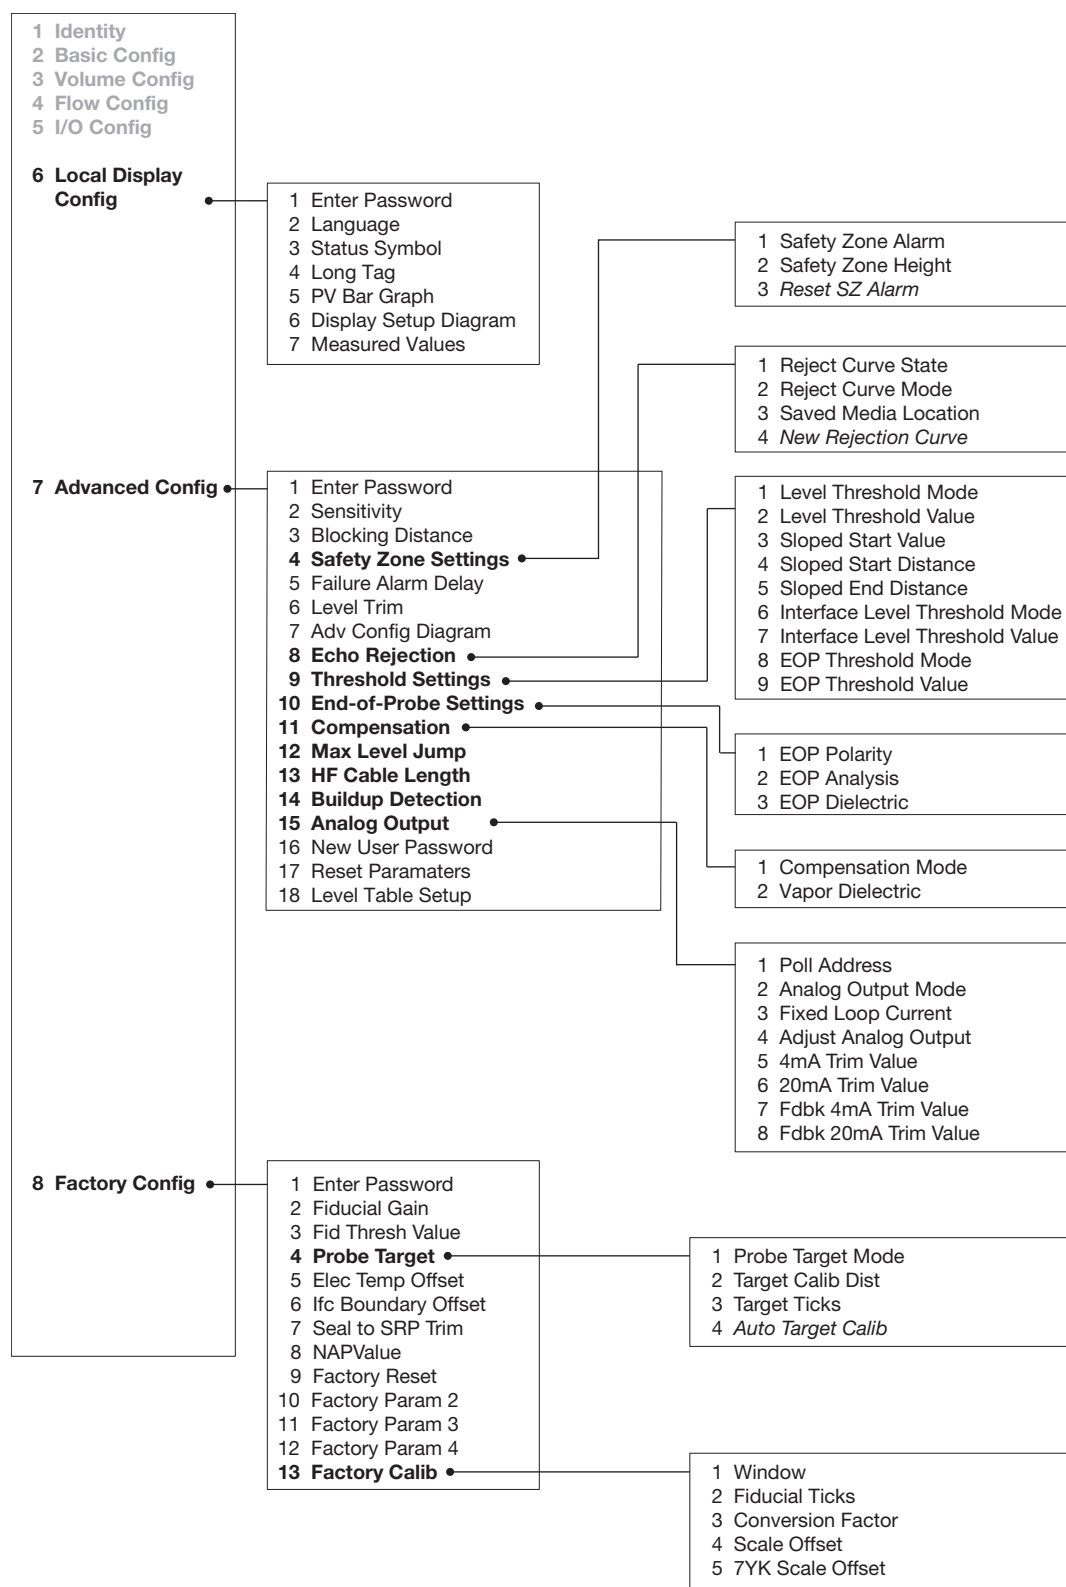 1 Identity
2 Basic Config
3 Volume Config
4 Flow Config
5 I/O Config
6 Local Display
Config
1 Enter Password
2 Language
3 Status Symbol
4 Long Tag
5 PV Bar Graph
6 Display Setup Diagram
7 Measured Values
7 Advanced Config
1 Enter Password
2 Sensitivity
3 Blocking Distance
4 Safety Zone Settings
5 Failure Alarm Delay
6 Level Trim
7 Adv Config Diagram
8 Echo Rejection
9 Threshold Settings
10 End-of-Probe Settings
11 Compensation
12 Max Level Jump
13 HF Cable Length
14 Buildup Detection
15 Analog Output
16 New User Password
17 Reset Paramaters
18 Level Table Setup
1 Safety Zone Alarm
2 Safety Zone Height
3 Reset SZ Alarm
1 Reject Curve State
2 Reject Curve Mode
3 Saved Media Location
4 New Rejection Curve
1 Level Threshold Mode
2 Level Threshold Value
3 Sloped Start Value
4 Sloped Start Distance
5 Sloped End Distance
6 Interface Level Threshold Mode
7 Interface Level Threshold Value
8 EOP Threshold Mode
9 EOP Threshold Value
1 EOP Polarity
2 EOP Analysis
3 EOP Dielectric
1 Compensation Mode
2 Vapor Dielectric
1 Poll Address
2 Analog Output Mode
3 Fixed Loop Current
4 Adjust Analog Output
5 4mA Trim Value
6 20mA Trim Value
7 Fdbk 4mA Trim Value
8 Fdbk 20mA Trim Value
8 Factory Config
1 Enter Password
2 Fiducial Gain
3 Fid Thresh Value
4 Probe Target
5 Elec Temp Offset
6 Ifc Boundary Offset
7 Seal to SRP Trim
8 NAPValue
9 Factory Reset
10 Factory Param 2
11 Factory Param 3
12 Factory Param 4
13 Factory Calib
1 Probe Target Mode
2 Target Calib Dist
3 Target Ticks
4 Auto Target Calib
1 Window
2 Fiducial Ticks
3 Conversion Factor
4 Scale Offset
5 7YK Scale Offset